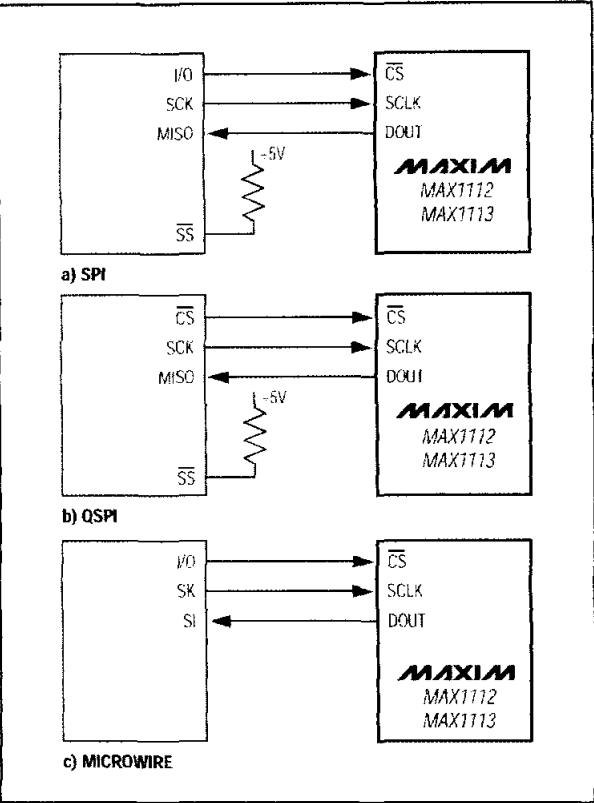 I/O
CS
SCK
SCLK
MISO
DOUT
+5V
MAXIM
MAX1112
MAX1113
SS
a) SPI
CS
CS
SCK
SCLK
MISO
DOUT
+5V
MAXIM
MAX1112
MAX1113
SS
b) QSPI
I/O
CS
SK
SCLK
SI
DOUT
MAXIM
MAX1112
MAX1113
c) MICROWIRE